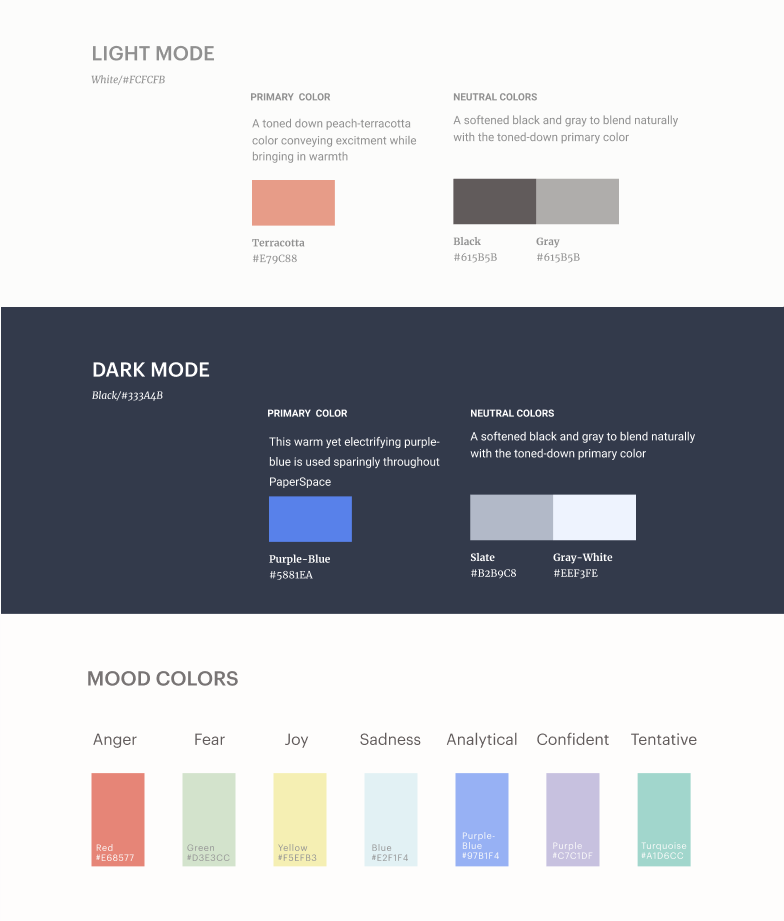 LIGHT MODE
White/#FCFCFB
PRIMARY COLOR
A toned down peach-terracotta
color conveying excitment while
bringing in warmth
Terracotta
#E79C88
NEUTRAL COLORS
A softened black and gray to blend naturally
with the toned-down primary color
Black
#615B5B
Gray
#615B5B
DARK MODE
Black/#333A4B
PRIMARY COLOR
This warm yet electrifying purple-
blue is used sparingly throughout
PaperSpace
Purple-Blue
#5881EA
NEUTRAL COLORS
A softened black and gray to blend naturally
with the toned-down primary color
Slate
#B2B9C8
Gray-White
#EEF3FE
MOOD COLORS
Anger
Red
#E68577
Fear
Green
#D3E3CC
Joy
Yellow
#F5EFB3
Sadness
Blue
#E2F1F4
Analytical
Purple-
Blue
#97B1F4
Confident
Purple
#C7C1DF
Tentative
Turquoise
#A1D6CC